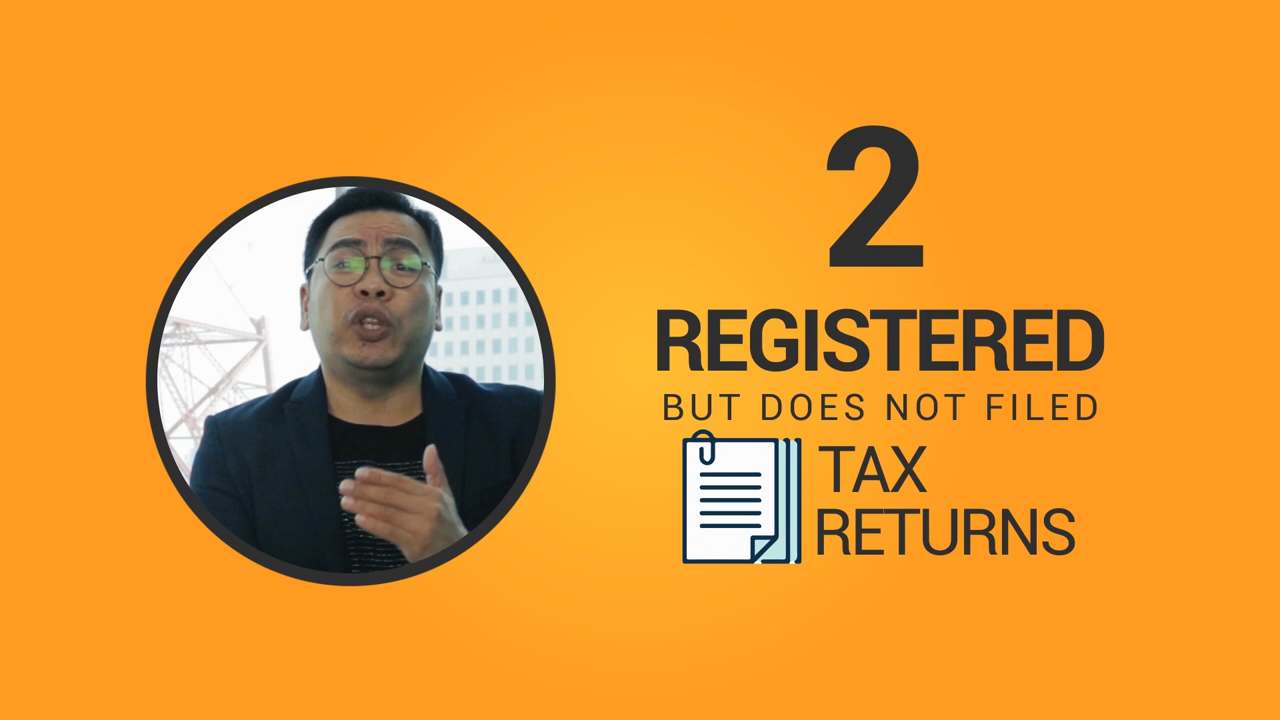 2
REGISTERED
BUT DOES NOT FILED
TAX
RETURNS